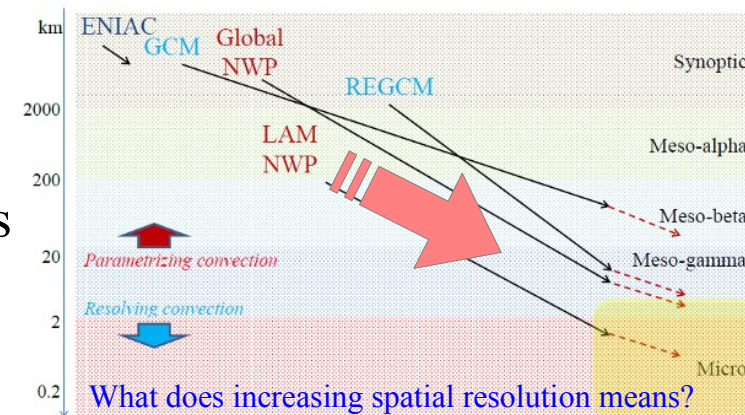 km
ENIAC
GCM
Global
NWP
Synoptic
REGCM
2000
LAM
NWP
Meso-alpha
200
s
Meso-beta
20
Parametrizing convection
Meso-gamma
Resolving convection
2
Micro
0.2
What does increasing spatial resolution means?